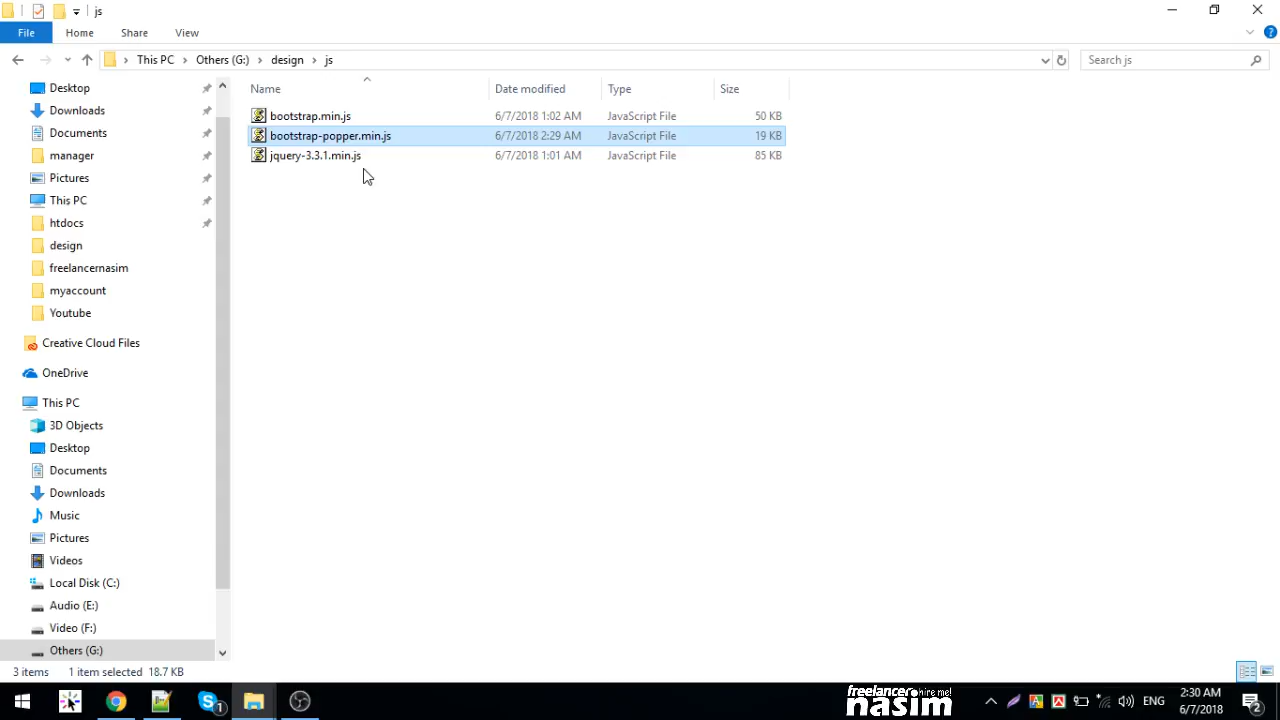 js
File
Home
Share
View
This PC
Others (G:)
design
js
Search js
Name
Date modified
Type
Size
bootstrap.min.js 6/7/2018 1:02 AM JavaScript File 50 KB
bootstrap-popper.min.js 6/7/2018 2:29 AM JavaScript File 19 KB
jquery-3.3.1.min.js 6/7/2018 1:01 AM JavaScript File 85 KB
Desktop
Downloads
Documents
manager
Pictures
This PC
htdocs
design
freelancernasim
myaccount
Youtube
Creative Cloud Files
OneDrive
This PC
3D Objects
Desktop
Documents
Downloads
Music
Pictures
Videos
Local Disk (C:)
Audio (E:)
Video (F:)
Others (G:)
3 items 1 item selected 18.7 KB
freelancer hire me!
nasim
ENG
2:30 AM
6/7/2018
1
2